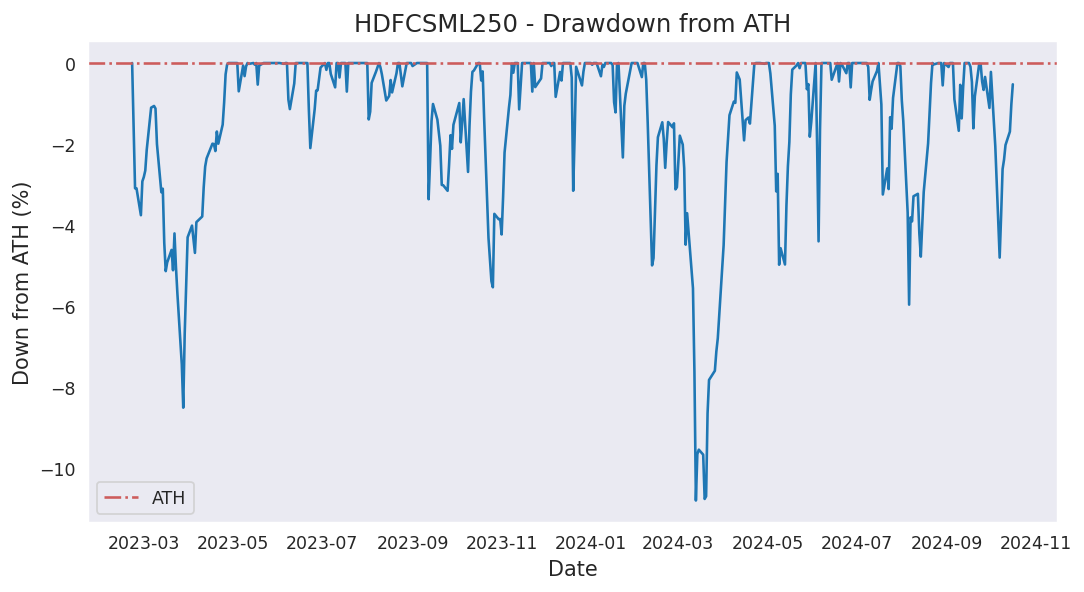 HDFCSML250 - Drawdown from ATH
Down from ATH (%)
0
−2
−4
−6
−8
−10
ATH
2023-03 2023-05 2023-07 2023-09 2023-11 2024-01 2024-03 2024-05 2024-07 2024-09 2024-11
Date